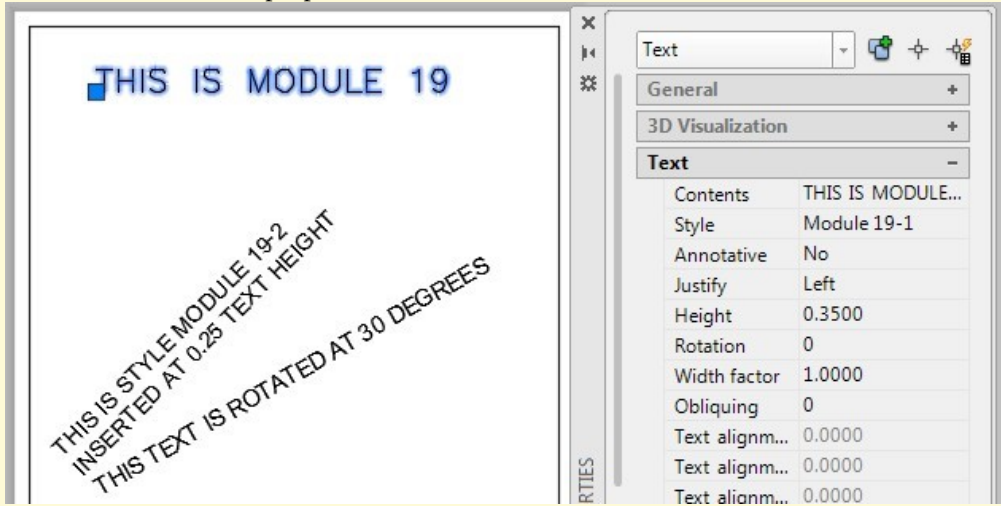 THIS IS MODULE 19
THIS IS STYLE MODULE 19-2
INSERTED AT 0.25 TEXT HEIGHT
THIS TEXT IS ROTATED AT 30 DEGREES
Text
General
3D Visualization
Text
Contents THIS IS MODULE...
Style Module 19-1
Annotative No
Justify Left
Height 0.3500
Rotation 0
Width factor 1.0000
Obliquing 0
Text alignm... 0.0000
Text alignm... 0.0000
Text alignm... 0.0000
RTIES